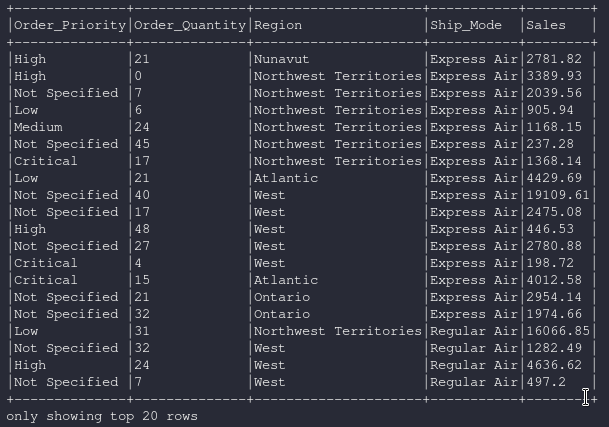 +--------------+--------------+---------------------+-----------+--------+
|Order_Priority|Order_Quantity|Region               |Ship_Mode  |Sales   |
+--------------+--------------+---------------------+-----------+--------+
|High          |21            |Nunavut              |Express Air|2781.82 |
|High          |0             |Northwest Territories|Express Air|3389.93 |
|Not Specified |7             |Northwest Territories|Express Air|2039.56 |
|Low           |6             |Northwest Territories|Express Air|905.94  |
|Medium        |24            |Northwest Territories|Express Air|1168.15 |
|Not Specified |45            |Northwest Territories|Express Air|237.28  |
|Critical      |17            |Northwest Territories|Express Air|1368.14 |
|Low           |21            |Atlantic             |Express Air|4429.69 |
|Not Specified |40            |West                 |Express Air|19109.61|
|Not Specified |17            |West                 |Express Air|2475.08 |
|High          |48            |West                 |Express Air|446.53  |
|Not Specified |27            |West                 |Express Air|2780.88 |
|Critical      |4             |West                 |Express Air|198.72  |
|Critical      |15            |Atlantic             |Express Air|4012.58 |
|Not Specified |21            |Ontario              |Express Air|2954.14 |
|Not Specified |32            |Ontario              |Express Air|1974.66 |
|Low           |31            |Northwest Territories|Regular Air|16066.85|
|Not Specified |32            |West                 |Regular Air|1282.49 |
|High          |24            |West                 |Regular Air|4636.62 |
|Not Specified |7             |West                 |Regular Air|497.2   |
+--------------+--------------+---------------------+-----------+--------+
only showing top 20 rows